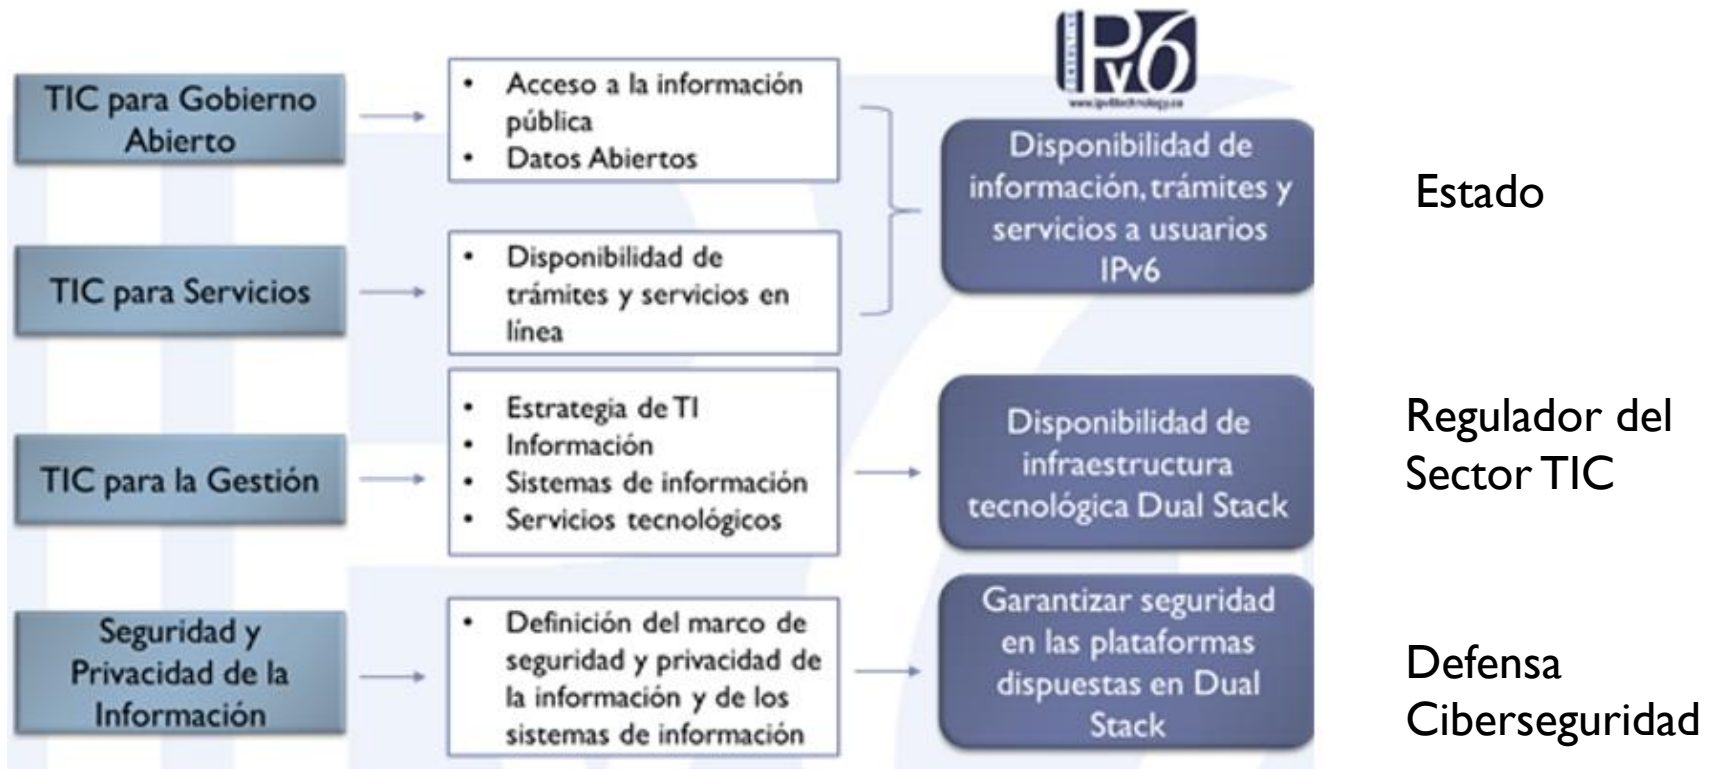 IPv6
TIC para Gobierno
Abierto
• Acceso a la información
pública
• Datos Abiertos
Disponibilidad de
información, trámites y
servicios a usuarios
IPv6
Estado
TIC para Servicios
• Disponibilidad de
trámites y servicios en
línea
TIC para la Gestión
• Estrategia de TI
• Información
• Sistemas de información
• Servicios tecnológicos
Disponibilidad de
infraestructura
tecnológica Dual Stack
Regulador del
Sector TIC
Seguridad y
Privacidad de la
Información
• Definición del marco de
seguridad y privacidad de
la información y de los
sistemas de información
Garantizar seguridad
en las plataformas
dispuestas en Dual
Stack
Defensa
Ciberseguridad